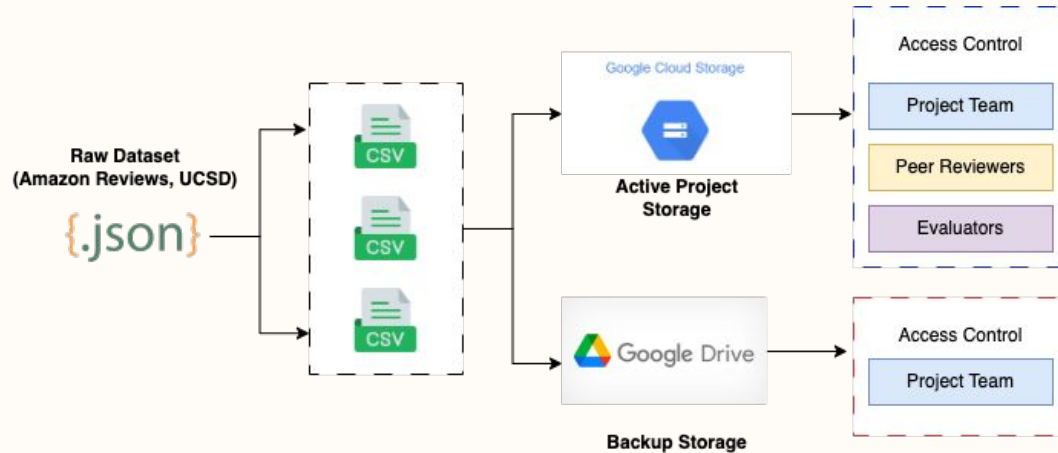 Raw Dataset
(Amazon Reviews, UCSD)
{.json}
CSV
CSV
CSV
Google Cloud Storage
Active Project
Storage
Google Drive
Backup Storage
Access Control
Project Team
Peer Reviewers
Evaluators
Access Control
Project Team